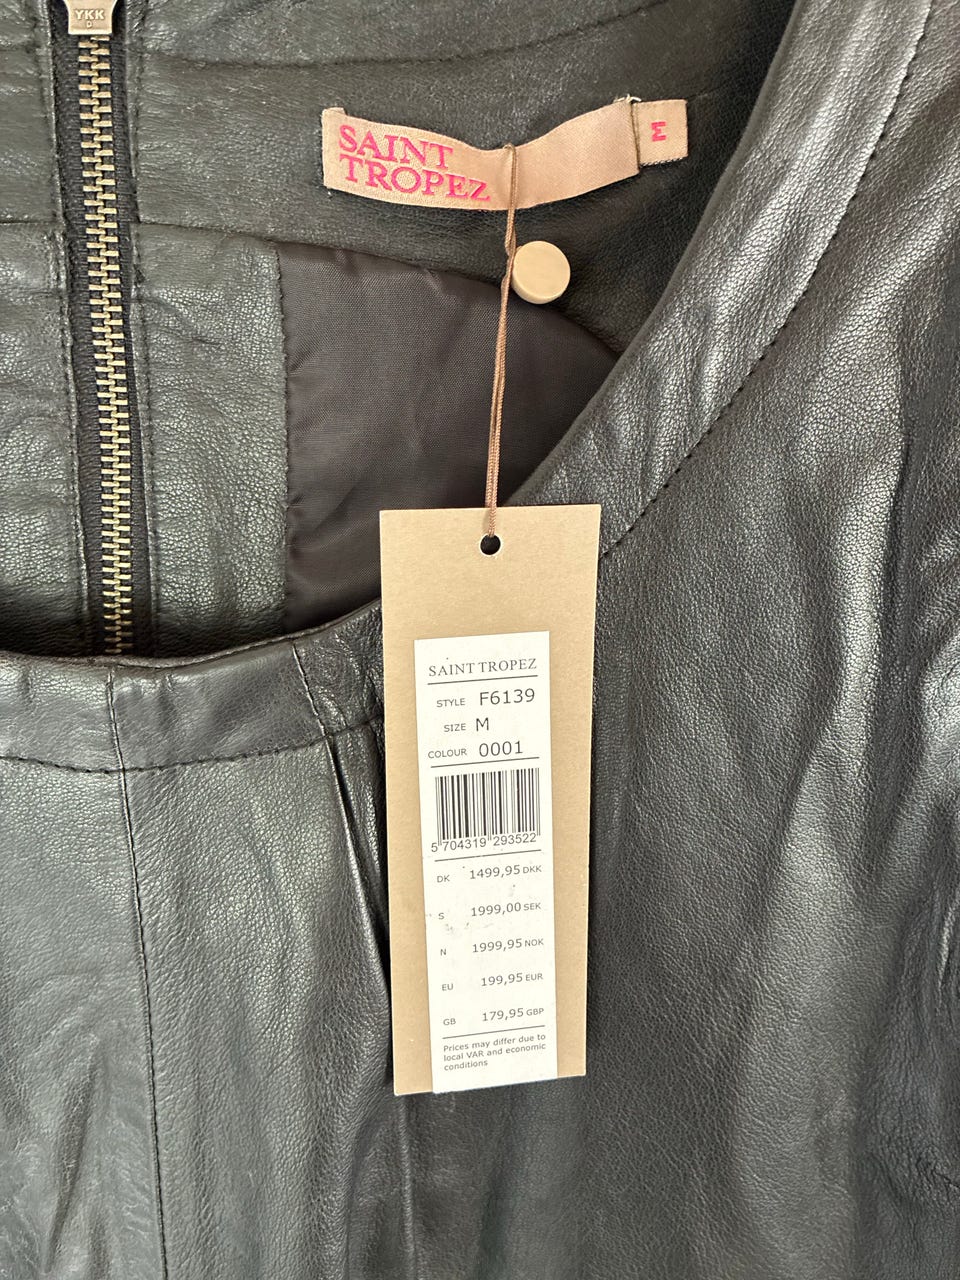 YKK
D
SAINT
TROPEZ
M
SAINT TROPEZ
STYLE F6139
SIZE M
COLOUR 0001
5 704319 293522
DK 1499,95 DKK
S 1999,00 SEK
N 1999,95 NOK
EU 199,95 EUR
GB 179,95 GBP
Prices may differ due to
local VAR and economic
conditions